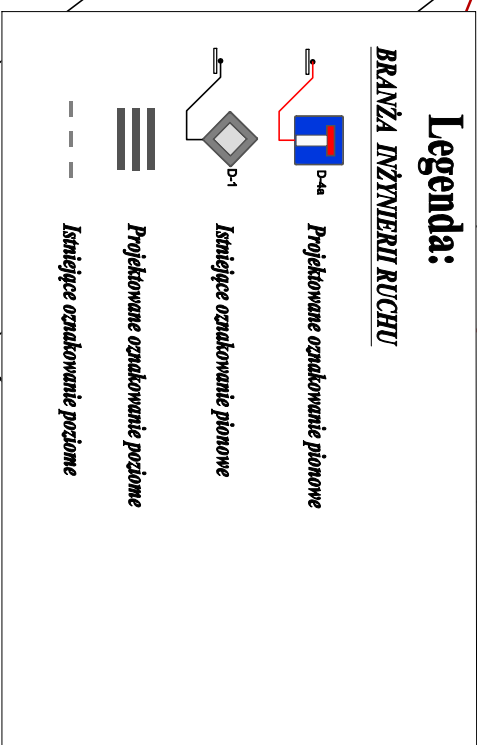 Legenda:
BRANŻA INŻYNIERII RUCHU
D-4a
Projektowane oznakowanie pionowe
D-1
Istniejące oznakowanie pionowe
Projektowane oznakowanie poziome
Istniejące oznakowanie poziome